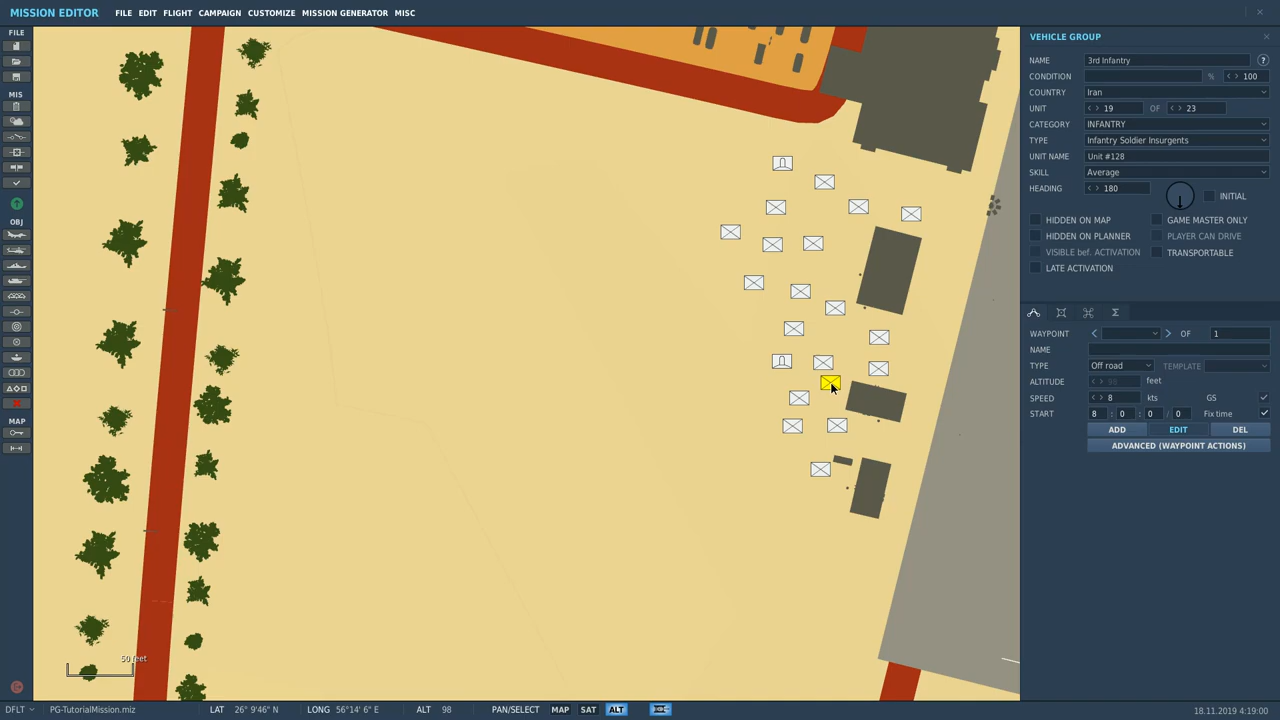 MISSION EDITOR FILE EDIT FLIGHT CAMPAIGN CUSTOMIZE MISSION GENERATOR MISC
FILE
MIS
OBJ
MAP
50 feet
VEHICLE GROUP
NAME 3rd Infantry ?
CONDITION % < > 100
COUNTRY Iran
UNIT < > 19 OF < > 23
CATEGORY INFANTRY
TYPE Infantry Soldier Insurgents
UNIT NAME Unit #128
SKILL Average
HEADING < > 180 INITIAL
HIDDEN ON MAP GAME MASTER ONLY
HIDDEN ON PLANNER PLAYER CAN DRIVE
VISIBLE bef. ACTIVATION TRANSPORTABLE
LATE ACTIVATION
WAYPOINT OF 1
NAME
TYPE Off road TEMPLATE
ALTITUDE < > 98 feet
SPEED < > 8 kts GS
START 8 : 0 : 0 / 0 Fix time
ADD EDIT DEL
ADVANCED (WAYPOINT ACTIONS)
DFLT PG-TutorialMission.miz LAT 26° 9'46" N LONG 56°14' 6" E ALT 98 PAN/SELECT MAP SAT ALT 18.11.2019 4:19:00